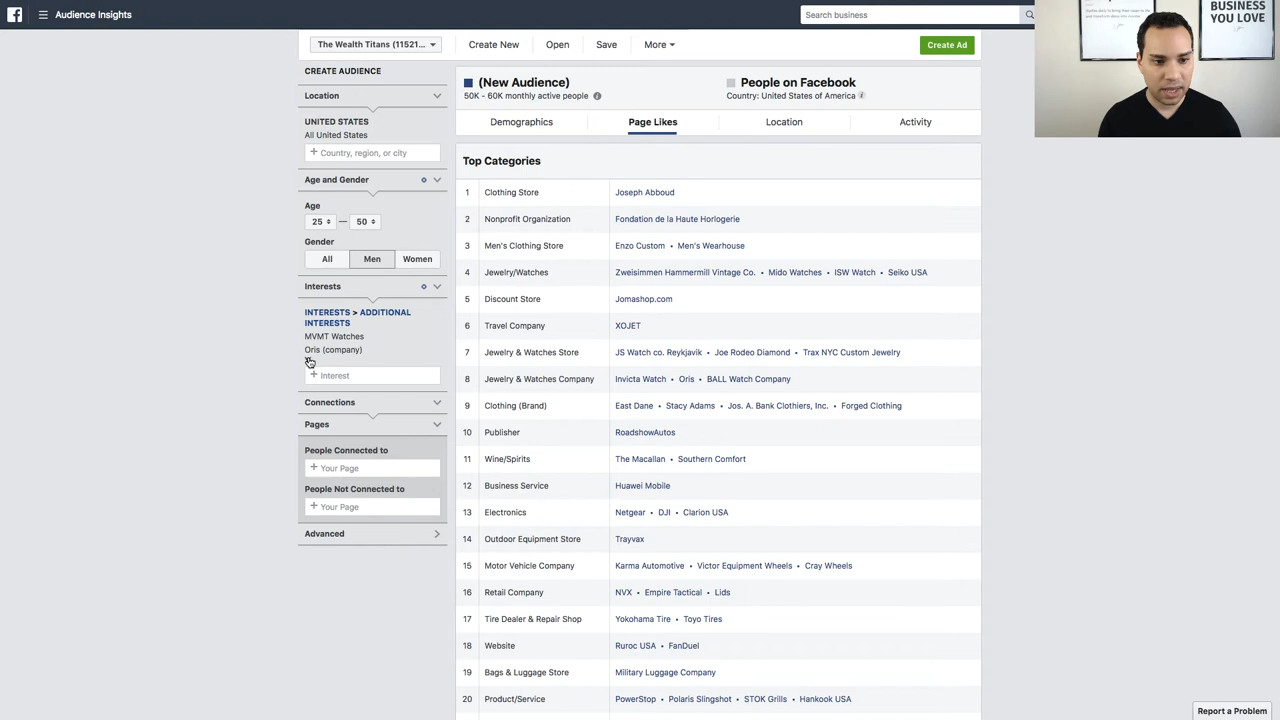 Audience Insights
Search business
BUSINESS
YOU LOVE
The Wealth Titans (11521...
Create New
Open
Save
More
Create Ad
CREATE AUDIENCE
Location
UNITED STATES
All United States
+ Country, region, or city
Age and Gender
Age
25 — 50
Gender
All Men Women
Interests
INTERESTS > ADDITIONAL
INTERESTS
MVMT Watches
Oris (company)
+ Interest
Connections
Pages
People Connected to
+ Your Page
People Not Connected to
+ Your Page
Advanced
(New Audience)
50K - 60K monthly active people
People on Facebook
Country: United States of America
Demographics Page Likes Location Activity
Top Categories
1 Clothing Store Joseph Abboud
2 Nonprofit Organization Fondation de la Haute Horlogerie
3 Men's Clothing Store Enzo Custom • Men's Wearhouse
4 Jewelry/Watches Zweisimmen Hammermill Vintage Co. • Mido Watches • ISW Watch • Seiko USA
5 Discount Store Jomashop.com
6 Travel Company XOJET
7 Jewelry & Watches Store JS Watch co. Reykjavik • Joe Rodeo Diamond • Trax NYC Custom Jewelry
8 Jewelry & Watches Company Invicta Watch • Oris • BALL Watch Company
9 Clothing (Brand) East Dane • Stacy Adams • Jos. A. Bank Clothiers, Inc. • Forged Clothing
10 Publisher RoadshowAutos
11 Wine/Spirits The Macallan • Southern Comfort
12 Business Service Huawei Mobile
13 Electronics Netgear • DJI • Clarion USA
14 Outdoor Equipment Store Trayvax
15 Motor Vehicle Company Karma Automotive • Victor Equipment Wheels • Cray Wheels
16 Retail Company NVX • Empire Tactical • Lids
17 Tire Dealer & Repair Shop Yokohama Tire • Toyo Tires
18 Website Ruroc USA • FanDuel
19 Bags & Luggage Store Military Luggage Company
20 Product/Service PowerStop • Polaris Slingshot • STOK Grills • Hankook USA
Report a Problem